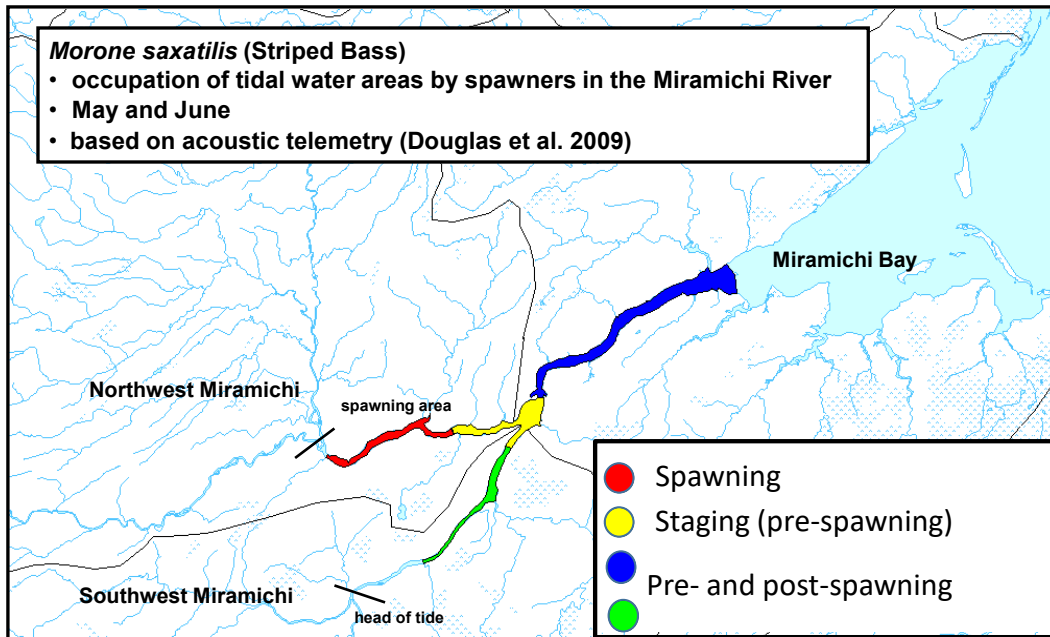 Morone saxatilis (Striped Bass)
• occupation of tidal water areas by spawners in the Miramichi River
• May and June
• based on acoustic telemetry (Douglas et al. 2009)
Miramichi Bay
Northwest Miramichi
spawning area
Spawning
Staging (pre-spawning)
Pre- and post-spawning
Southwest Miramichi
head of tide